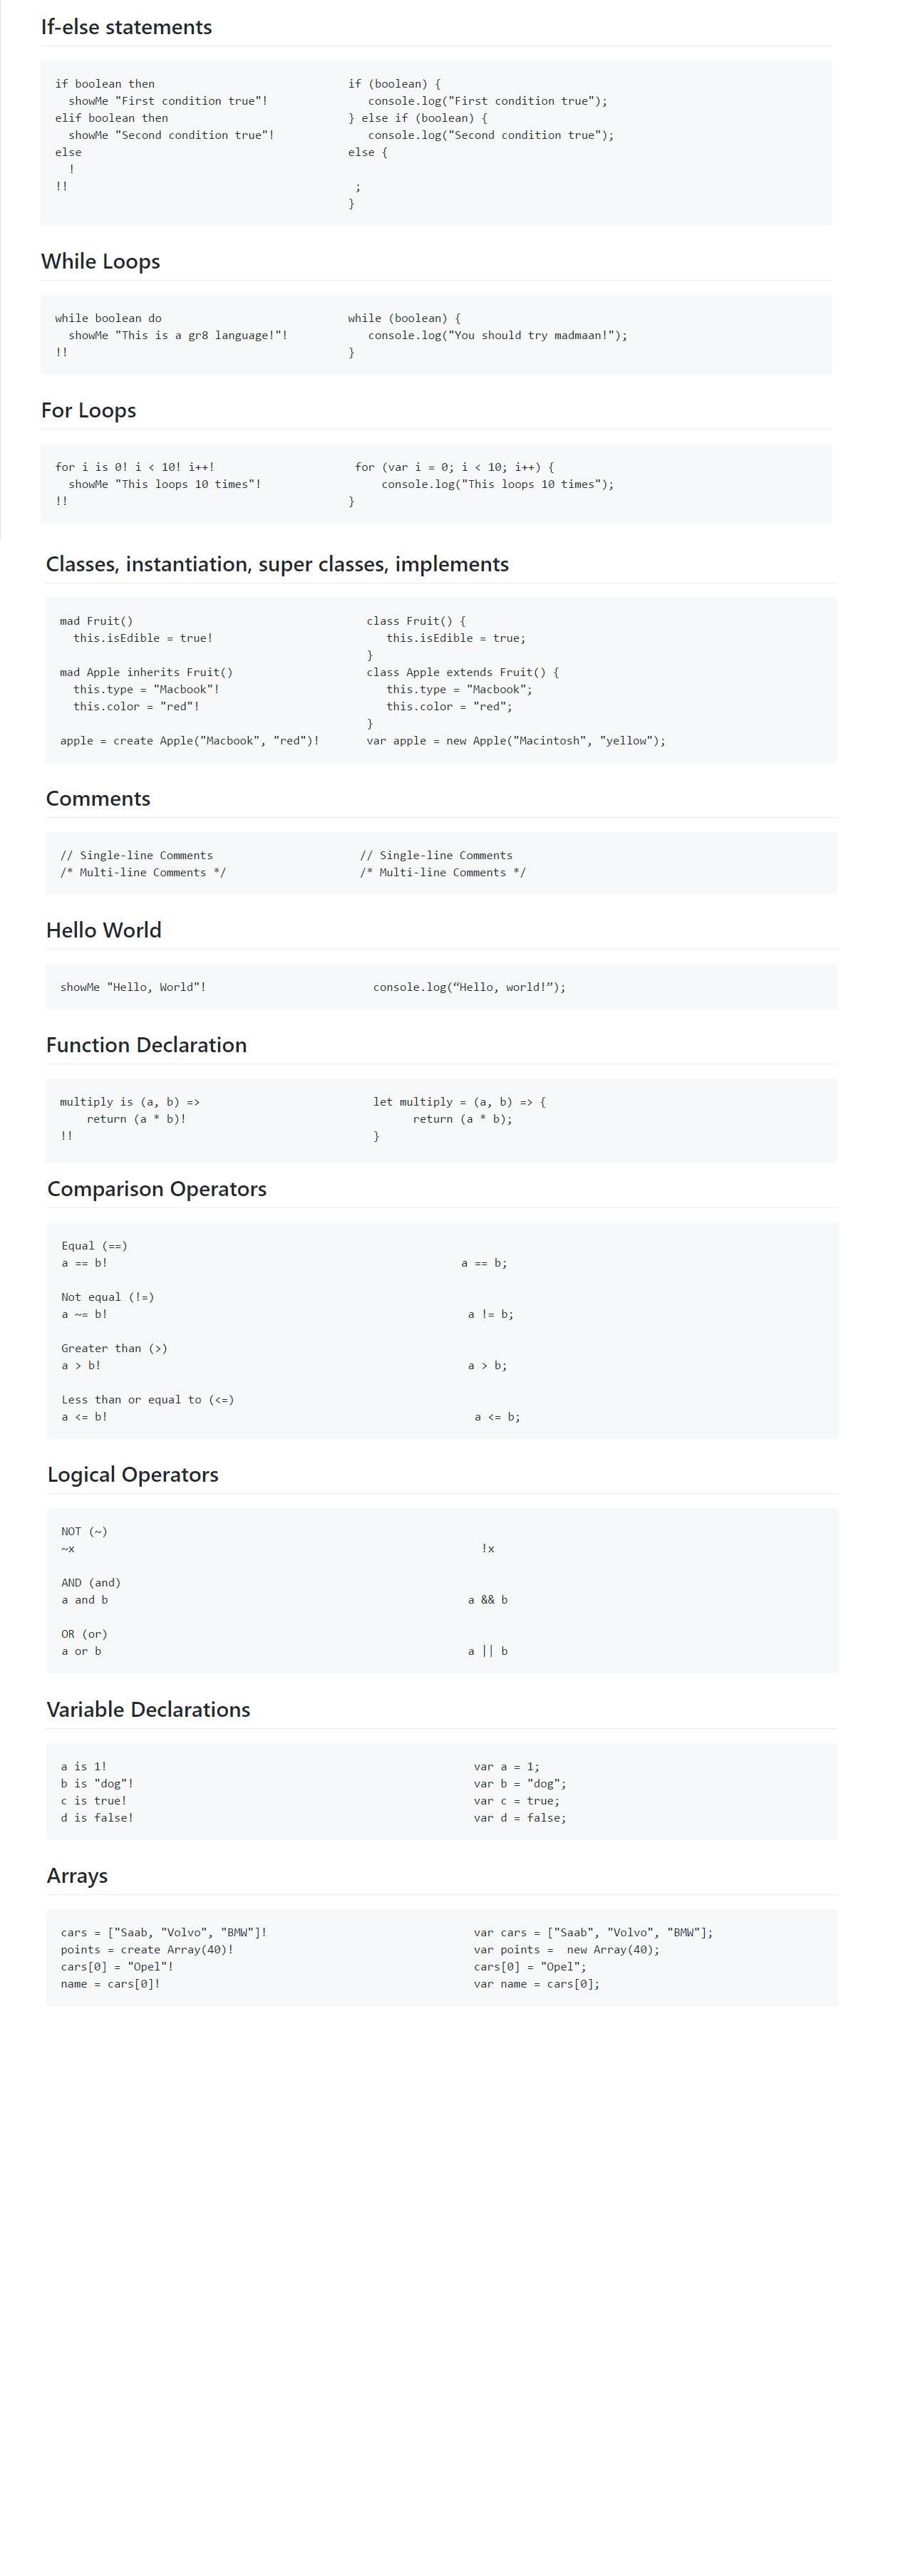 If-else statements
if boolean then                             if (boolean) {
  showMe "First condition true"!               console.log("First condition true");
elif boolean then                           } else if (boolean) {
  showMe "Second condition true"!              console.log("Second condition true");
else                                        else {
  !
!!                                           ;
                                            }
While Loops
while boolean do                            while (boolean) {
  showMe "This is a gr8 language!"!            console.log("You should try madmaan!");
!!                                          }
For Loops
for i is 0! i < 10! i++!                     for (var i = 0; i < 10; i++) {
  showMe "This loops 10 times"!                  console.log("This loops 10 times");
!!                                          }
Classes, instantiation, super classes, implements
mad Fruit()                                   class Fruit() {
  this.isEdible = true!                          this.isEdible = true;
                                              }
mad Apple inherits Fruit()                    class Apple extends Fruit() {
  this.type = "Macbook"!                         this.type = "Macbook";
  this.color = "red"!                            this.color = "red";
                                              }
apple = create Apple("Macbook", "red")!       var apple = new Apple("Macintosh", "yellow");
Comments
// Single-line Comments                      // Single-line Comments
/* Multi-line Comments */                    /* Multi-line Comments */
Hello World
showMe "Hello, World"!                         console.log(“Hello, world!”);
Function Declaration
multiply is (a, b) =>                          let multiply = (a, b) => {
    return (a * b)!                                  return (a * b);
!!                                             }
Comparison Operators
Equal (==)
a == b!                                                     a == b;
Not equal (!=)
a ~= b!                                                      a != b;
Greater than (>)
a > b!                                                       a > b;
Less than or equal to (<=)
a <= b!                                                       a <= b;
Logical Operators
NOT (~)
~x                                                             !x
AND (and)
a and b                                                      a && b
OR (or)
a or b                                                       a || b
Variable Declarations
a is 1!                                                       var a = 1;
b is "dog"!                                                   var b = "dog";
c is true!                                                    var c = true;
d is false!                                                   var d = false;
Arrays
cars = ["Saab, "Volvo", "BMW"]!                               var cars = ["Saab", "Volvo", "BMW"];
points = create Array(40)!                                    var points =  new Array(40);
cars[0] = "Opel"!                                             cars[0] = "Opel";
name = cars[0]!                                               var name = cars[0];